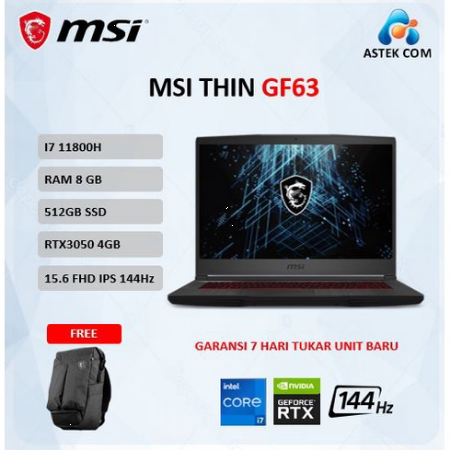 msi
ASTEK COM
MSI THIN GF63
I7 11800H
RAM 8 GB
512GB SSD
RTX3050 4GB
15.6 FHD IPS 144Hz
msi
FREE
GARANSI 7 HARI TUKAR UNIT BARU
intel
CORE
i7
NVIDIA
GEFORCE
RTX
144Hz